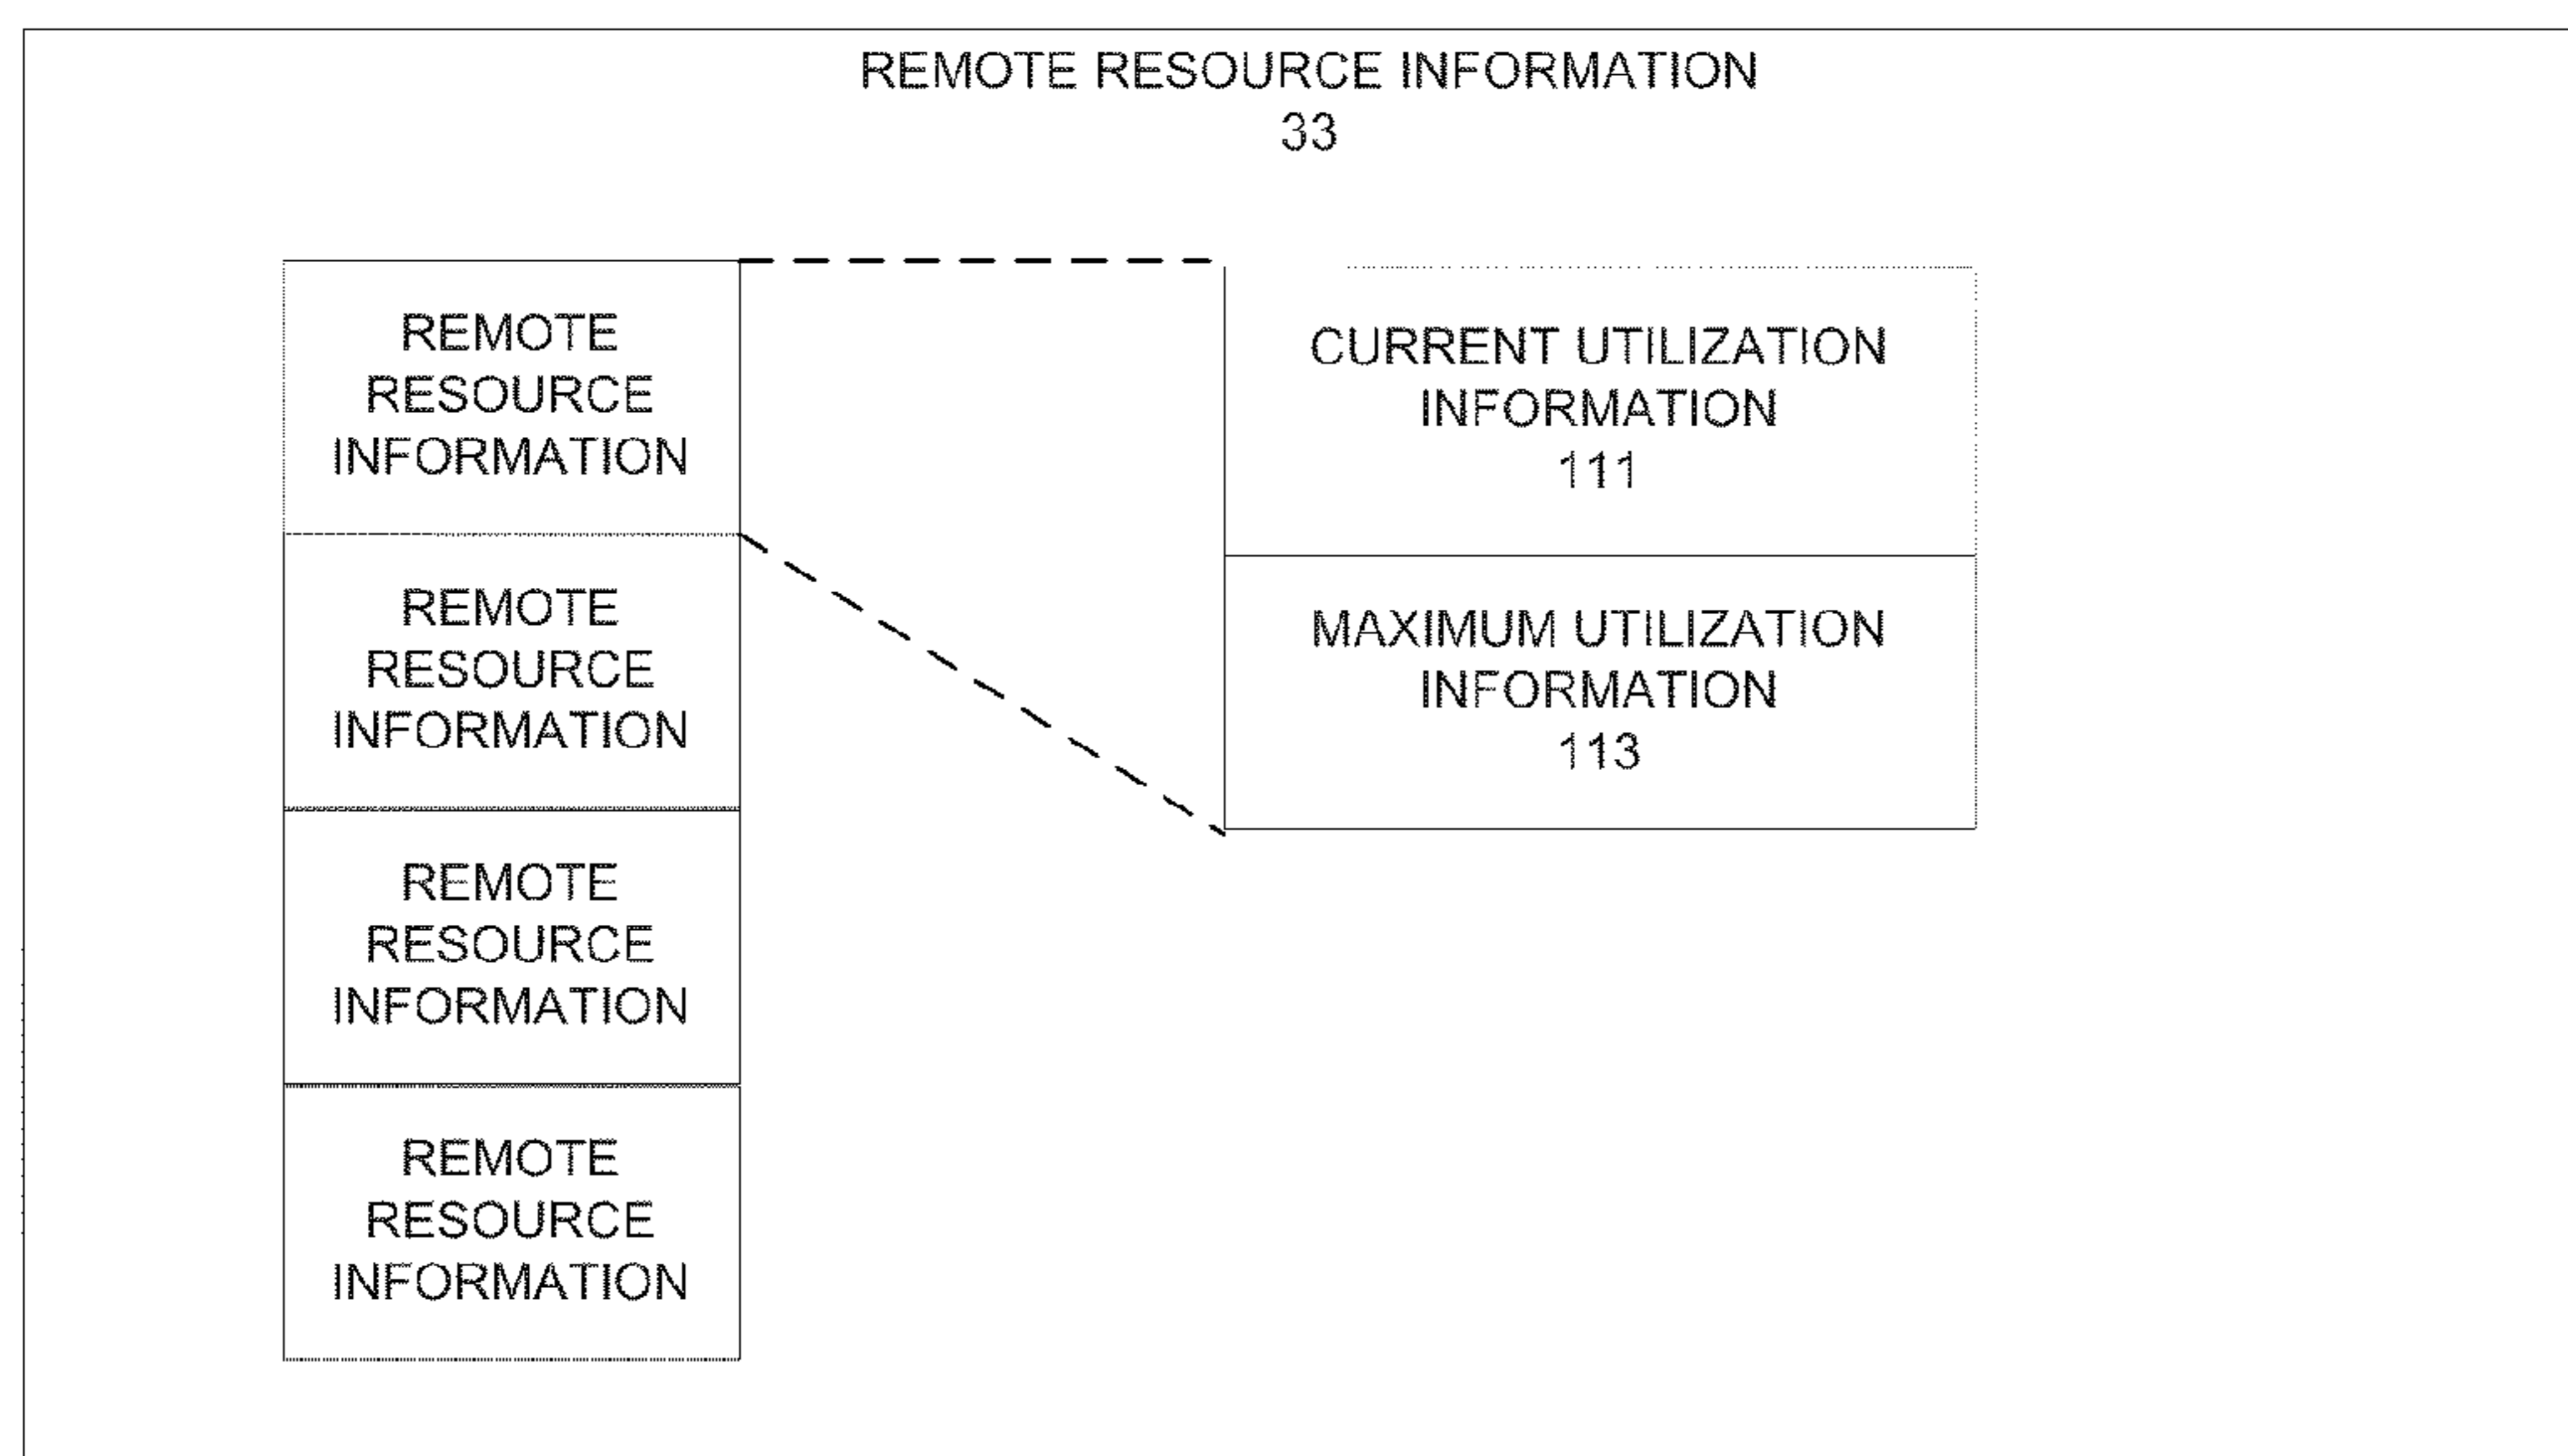 REMOTE RESOURCE INFORMATION
33
REMOTE
RESOURCE
INFORMATION
REMOTE
RESOURCE
INFORMATION
REMOTE
RESOURCE
INFORMATION
REMOTE
RESOURCE
INFORMATION
CURRENT UTILIZATION
INFORMATION
111
MAXIMUM UTILIZATION
INFORMATION
113